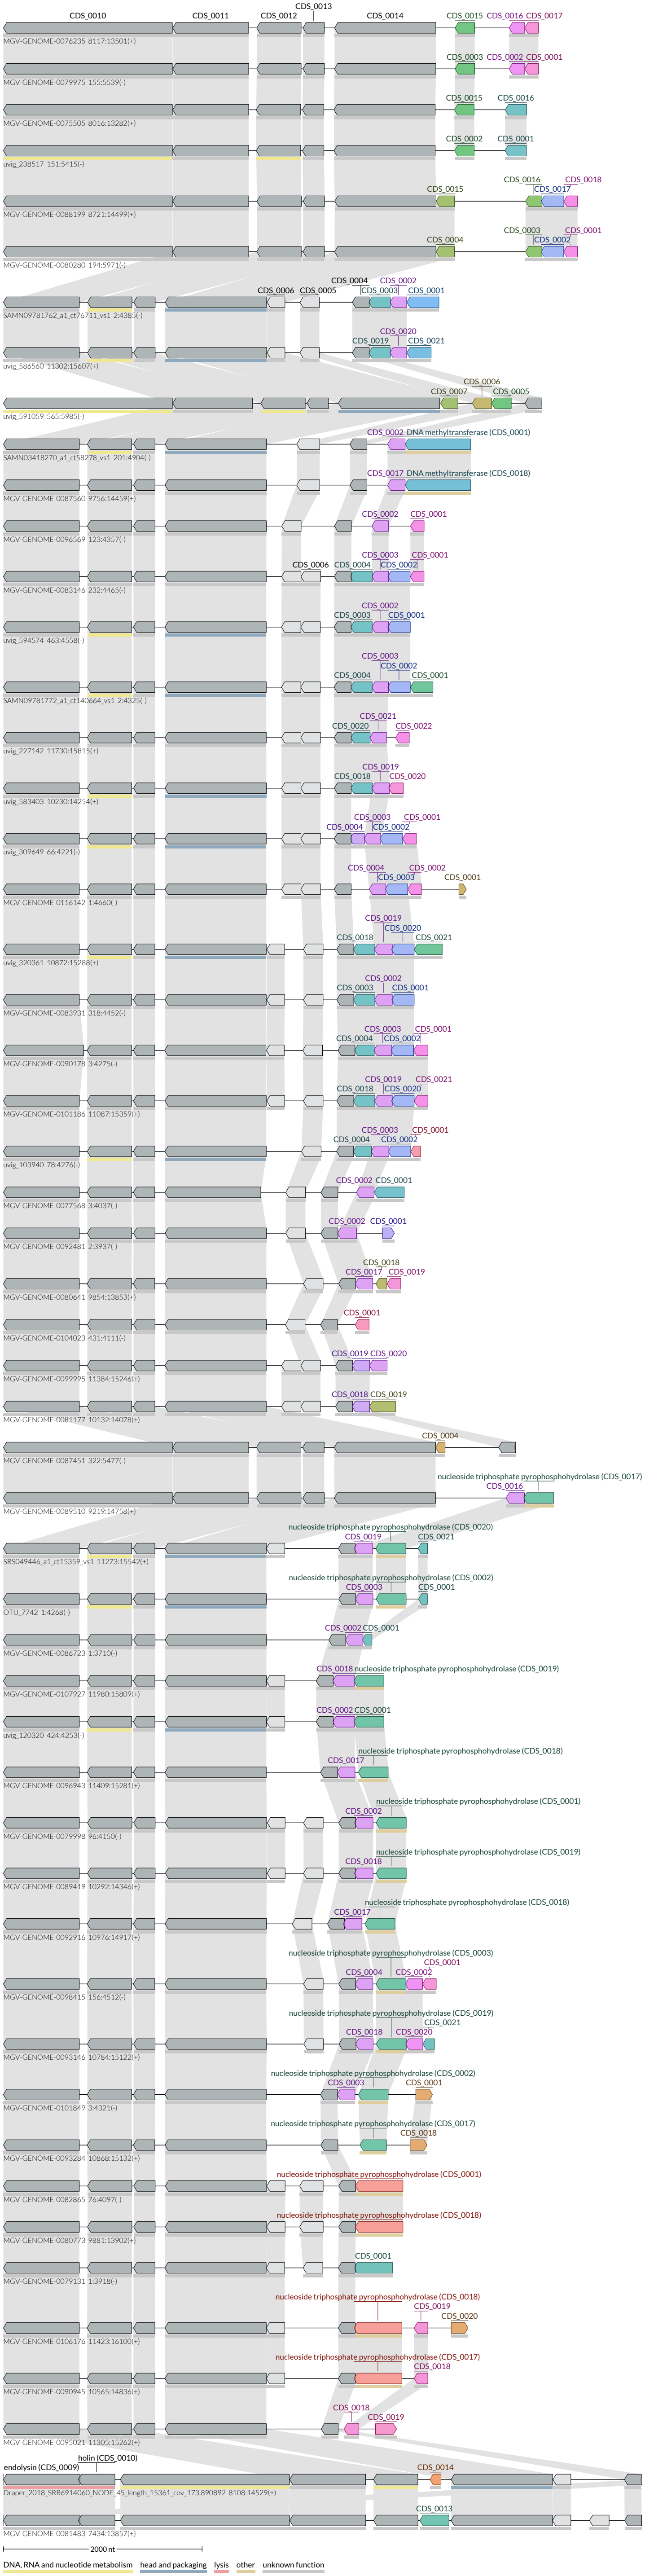 CDS_0010 CDS_0011 CDS_0012 CDS_0013 CDS_0014 CDS_0015 CDS_0016 CDS_0017
MGV-GENOME-0076235 8117:13501(+)
CDS_0003 CDS_0002 CDS_0001
MGV-GENOME-0079975 155:5539(-)
CDS_0015 CDS_0016
MGV-GENOME-0075505 8016:13282(+)
CDS_0002 CDS_0001
uvig_238517 151:5415(-)
CDS_0015 CDS_0016 CDS_0017 CDS_0018
MGV-GENOME-0088199 8721:14499(+)
CDS_0004 CDS_0003 CDS_0002 CDS_0001
MGV-GENOME-0080280 194:5971(-)
CDS_0006 CDS_0005 CDS_0004 CDS_0003 CDS_0002 CDS_0001
SAMN09781762_a1_ct76711_vs1 2:4385(-)
CDS_0019 CDS_0020 CDS_0021
uvig_586560 11302:15607(+)
CDS_0007 CDS_0006 CDS_0005
uvig_591059 565:5985(-)
CDS_0002 DNA methyltransferase (CDS_0001)
SAMN03418270_a1_ct58278_vs1 201:4904(-)
CDS_0017 DNA methyltransferase (CDS_0018)
MGV-GENOME-0087560 9756:14459(+)
CDS_0002 CDS_0001
MGV-GENOME-0096569 123:4357(-)
CDS_0006 CDS_0004 CDS_0003 CDS_0002 CDS_0001
MGV-GENOME-0083146 232:4465(-)
CDS_0003 CDS_0002 CDS_0001
uvig_594574 463:4558(-)
CDS_0004 CDS_0003 CDS_0002 CDS_0001
SAMN09781772_a1_ct140664_vs1 2:4325(-)
CDS_0020 CDS_0021 CDS_0022
uvig_227142 11730:15815(+)
CDS_0018 CDS_0019 CDS_0020
uvig_583403 10230:14254(+)
CDS_0004 CDS_0003 CDS_0002 CDS_0001
uvig_309649 66:4221(-)
CDS_0004 CDS_0003 CDS_0002 CDS_0001
MGV-GENOME-0116142 1:4660(-)
CDS_0018 CDS_0019 CDS_0020 CDS_0021
uvig_320361 10872:15288(+)
CDS_0003 CDS_0002 CDS_0001
MGV-GENOME-0083931 318:4452(-)
CDS_0004 CDS_0003 CDS_0002 CDS_0001
MGV-GENOME-0090178 3:4275(-)
CDS_0018 CDS_0019 CDS_0020 CDS_0021
MGV-GENOME-0101186 11087:15359(+)
CDS_0004 CDS_0003 CDS_0002 CDS_0001
uvig_103940 78:4276(-)
CDS_0002 CDS_0001
MGV-GENOME-0077568 3:4037(-)
CDS_0002 CDS_0001
MGV-GENOME-0092481 2:3937(-)
CDS_0017 CDS_0018 CDS_0019
MGV-GENOME-0080641 9854:13853(+)
CDS_0001
MGV-GENOME-0104023 431:4111(-)
CDS_0019 CDS_0020
MGV-GENOME-0099995 11384:15246(+)
CDS_0018 CDS_0019
MGV-GENOME-0081177 10132:14078(+)
CDS_0004
MGV-GENOME-0087451 322:5477(-)
CDS_0016 nucleoside triphosphate pyrophosphohydrolase (CDS_0017)
MGV-GENOME-0089510 9219:14758(+)
nucleoside triphosphate pyrophosphohydrolase (CDS_0020)
CDS_0019 CDS_0021
SRS049446_a1_ct15359_vs1 11273:15542(+)
nucleoside triphosphate pyrophosphohydrolase (CDS_0002)
CDS_0003 CDS_0001
OTU_7742 1:4268(-)
CDS_0002 CDS_0001
MGV-GENOME-0086723 1:3710(-)
CDS_0018 nucleoside triphosphate pyrophosphohydrolase (CDS_0019)
MGV-GENOME-0107927 11980:15809(+)
CDS_0002 CDS_0001
uvig_120320 424:4253(-)
nucleoside triphosphate pyrophosphohydrolase (CDS_0018)
CDS_0017
MGV-GENOME-0096943 11409:15281(+)
nucleoside triphosphate pyrophosphohydrolase (CDS_0001)
CDS_0002
MGV-GENOME-0079998 96:4150(-)
nucleoside triphosphate pyrophosphohydrolase (CDS_0019)
CDS_0018
MGV-GENOME-0089419 10292:14346(+)
nucleoside triphosphate pyrophosphohydrolase (CDS_0018)
CDS_0017
MGV-GENOME-0092916 10976:14917(+)
nucleoside triphosphate pyrophosphohydrolase (CDS_0003)
CDS_0001
CDS_0004 CDS_0002
MGV-GENOME-0098415 156:4512(-)
nucleoside triphosphate pyrophosphohydrolase (CDS_0019)
CDS_0021
CDS_0018 CDS_0020
MGV-GENOME-0093146 10784:15122(+)
nucleoside triphosphate pyrophosphohydrolase (CDS_0002)
CDS_0003 CDS_0001
MGV-GENOME-0101849 3:4321(-)
nucleoside triphosphate pyrophosphohydrolase (CDS_0017)
CDS_0018
MGV-GENOME-0093284 10868:15132(+)
nucleoside triphosphate pyrophosphohydrolase (CDS_0001)
MGV-GENOME-0082865 76:4097(-)
nucleoside triphosphate pyrophosphohydrolase (CDS_0018)
MGV-GENOME-0080773 9881:13902(+)
CDS_0001
MGV-GENOME-0079131 1:3918(-)
nucleoside triphosphate pyrophosphohydrolase (CDS_0018)
CDS_0019
CDS_0020
MGV-GENOME-0106176 11423:16100(+)
nucleoside triphosphate pyrophosphohydrolase (CDS_0017)
CDS_0018
MGV-GENOME-0090945 10565:14836(+)
CDS_0018
CDS_0019
MGV-GENOME-0095021 11305:15262(+)
holin (CDS_0010)
endolysin (CDS_0009) CDS_0014
Draper_2018_SRR6914060_NODE_45_length_15361_cov_173.890892 8108:14529(+)
CDS_0013
MGV-GENOME-0081483 7434:13857(+)
2000 nt
DNA, RNA and nucleotide metabolism head and packaging lysis other unknown function